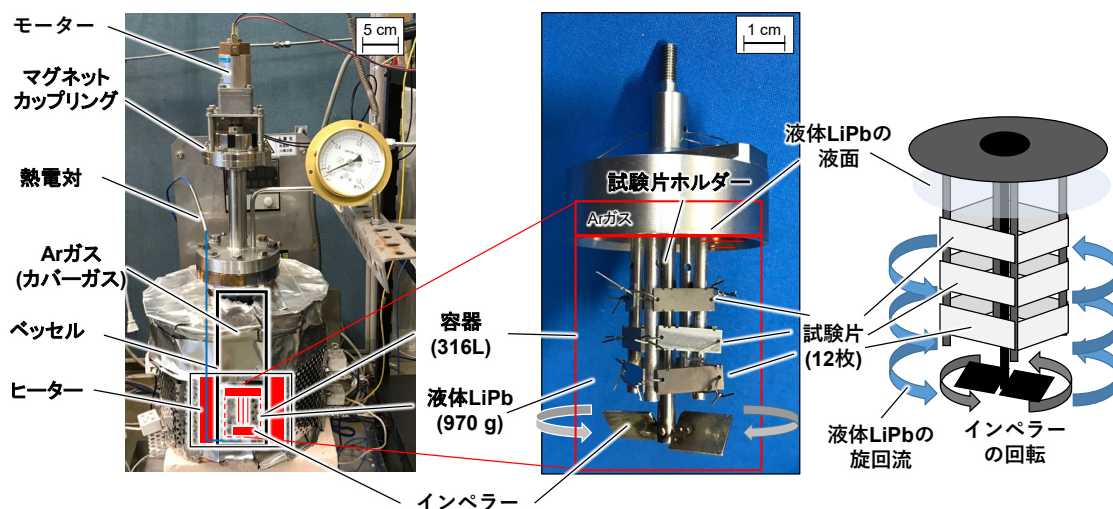 モーター
マグネット
カップリング
熱電対
Arガス
(カバーガス)
ベッセル
ヒーター
5 cm
容器
(316L)
液体LiPb
(970 g)
インペラー
1 cm
試験片ホルダー
Arガス
液体LiPbの
液面
試験片
(12枚)
液体LiPbの
旋回流
インペラー
の回転